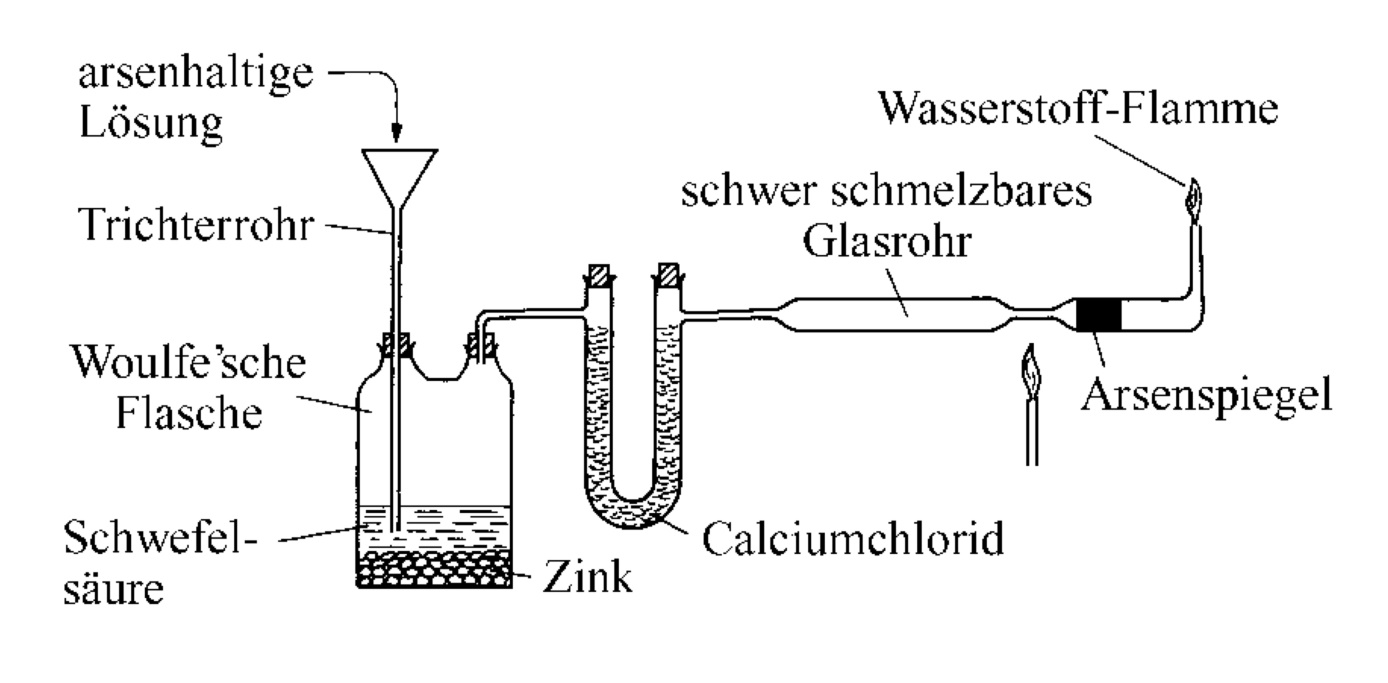 arsenhaltige
Lösung
Wasserstoff-Flamme
schwer schmelzbares
Glasrohr
Trichterrohr
Woulfe'sche
Flasche
Arsenspiegel
Schwefel-
säure
Calciumchlorid
Zink